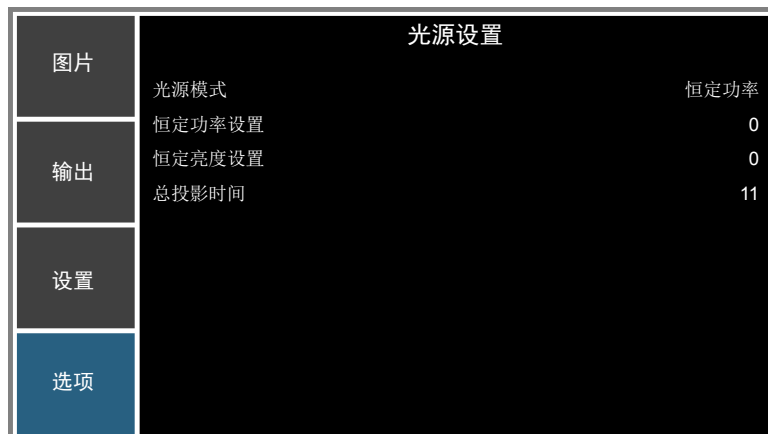 图片
输出
设置
选项
光源设置
光源模式 恒定功率
恒定功率设置 0
恒定亮度设置 0
总投影时间 11